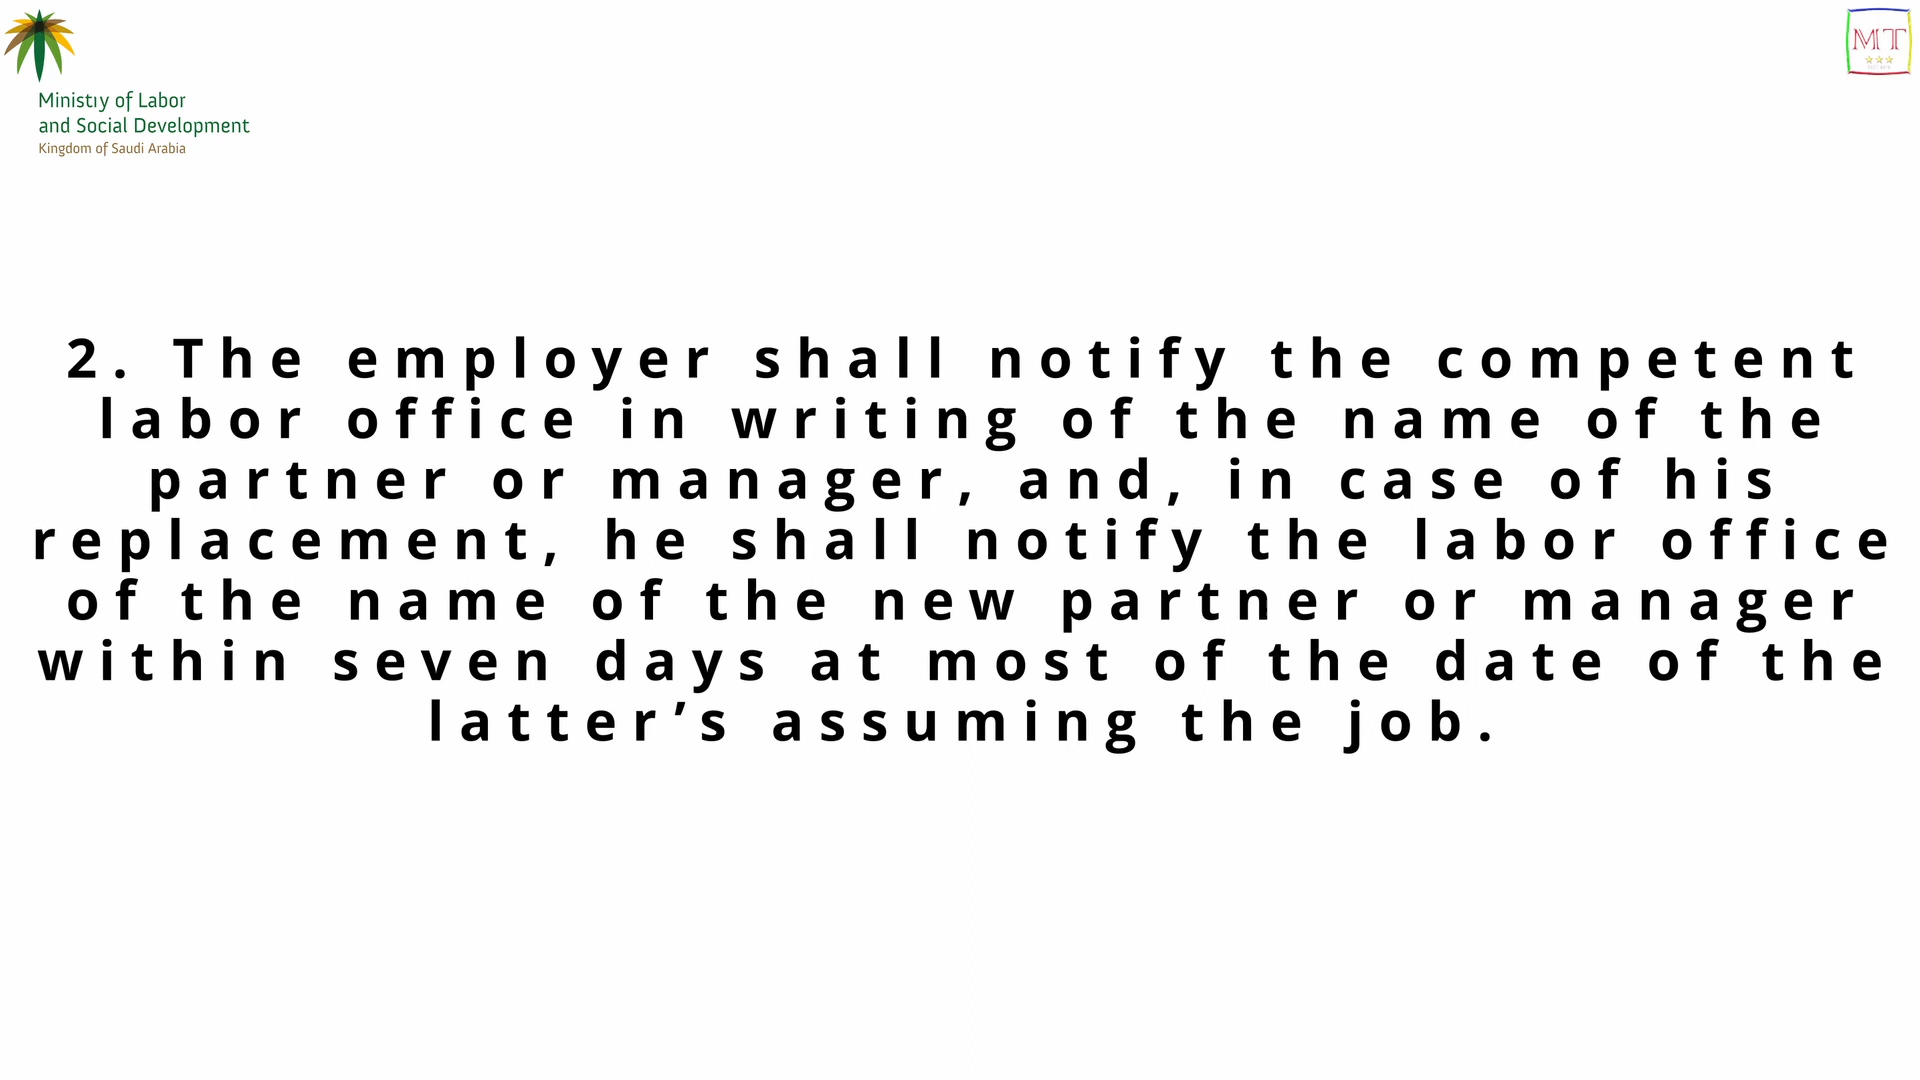 Ministry of Labor
and Social Development
Kingdom of Saudi Arabia
MT
2. The employer shall notify the competent
labor office in writing of the name of the
partner or manager, and, in case of his
replacement, he shall notify the labor office
of the name of the new partner or manager
within seven days at most of the date of the
latter’s assuming the job.